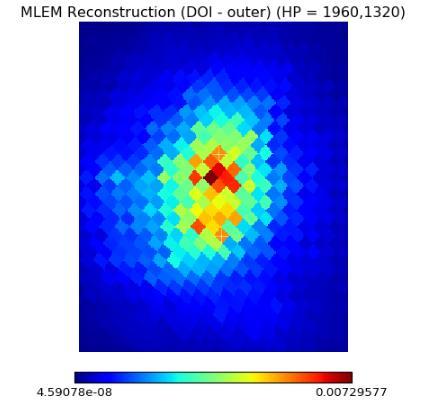 MLEM Reconstruction (DOI - outer) (HP = 1960,1320)
4.59078e-08
0.00729577